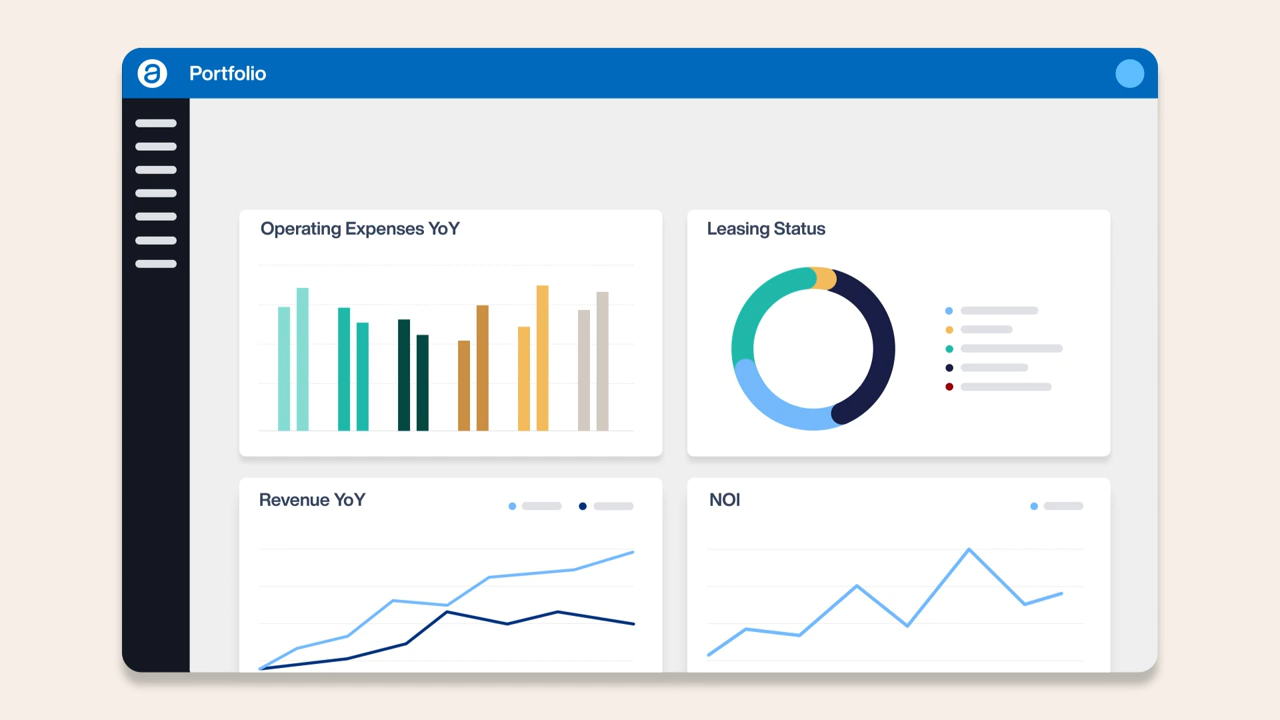 Portfolio
Operating Expenses YoY
Leasing Status
Revenue YoY
NOI